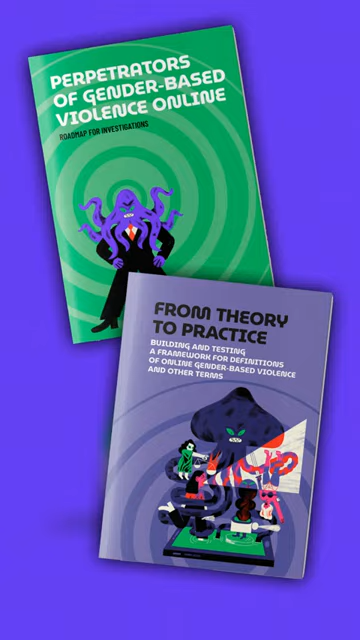 PERPETRATORS
OF GENDER-BASED
VIOLENCE ONLINE
ROADMAP FOR INVESTIGATIONS
FROM THEORY
TO PRACTICE
BUILDING AND TESTING
A FRAMEWORK FOR DEFINITIONS
OF ONLINE GENDER-BASED VIOLENCE
AND OTHER TERMS